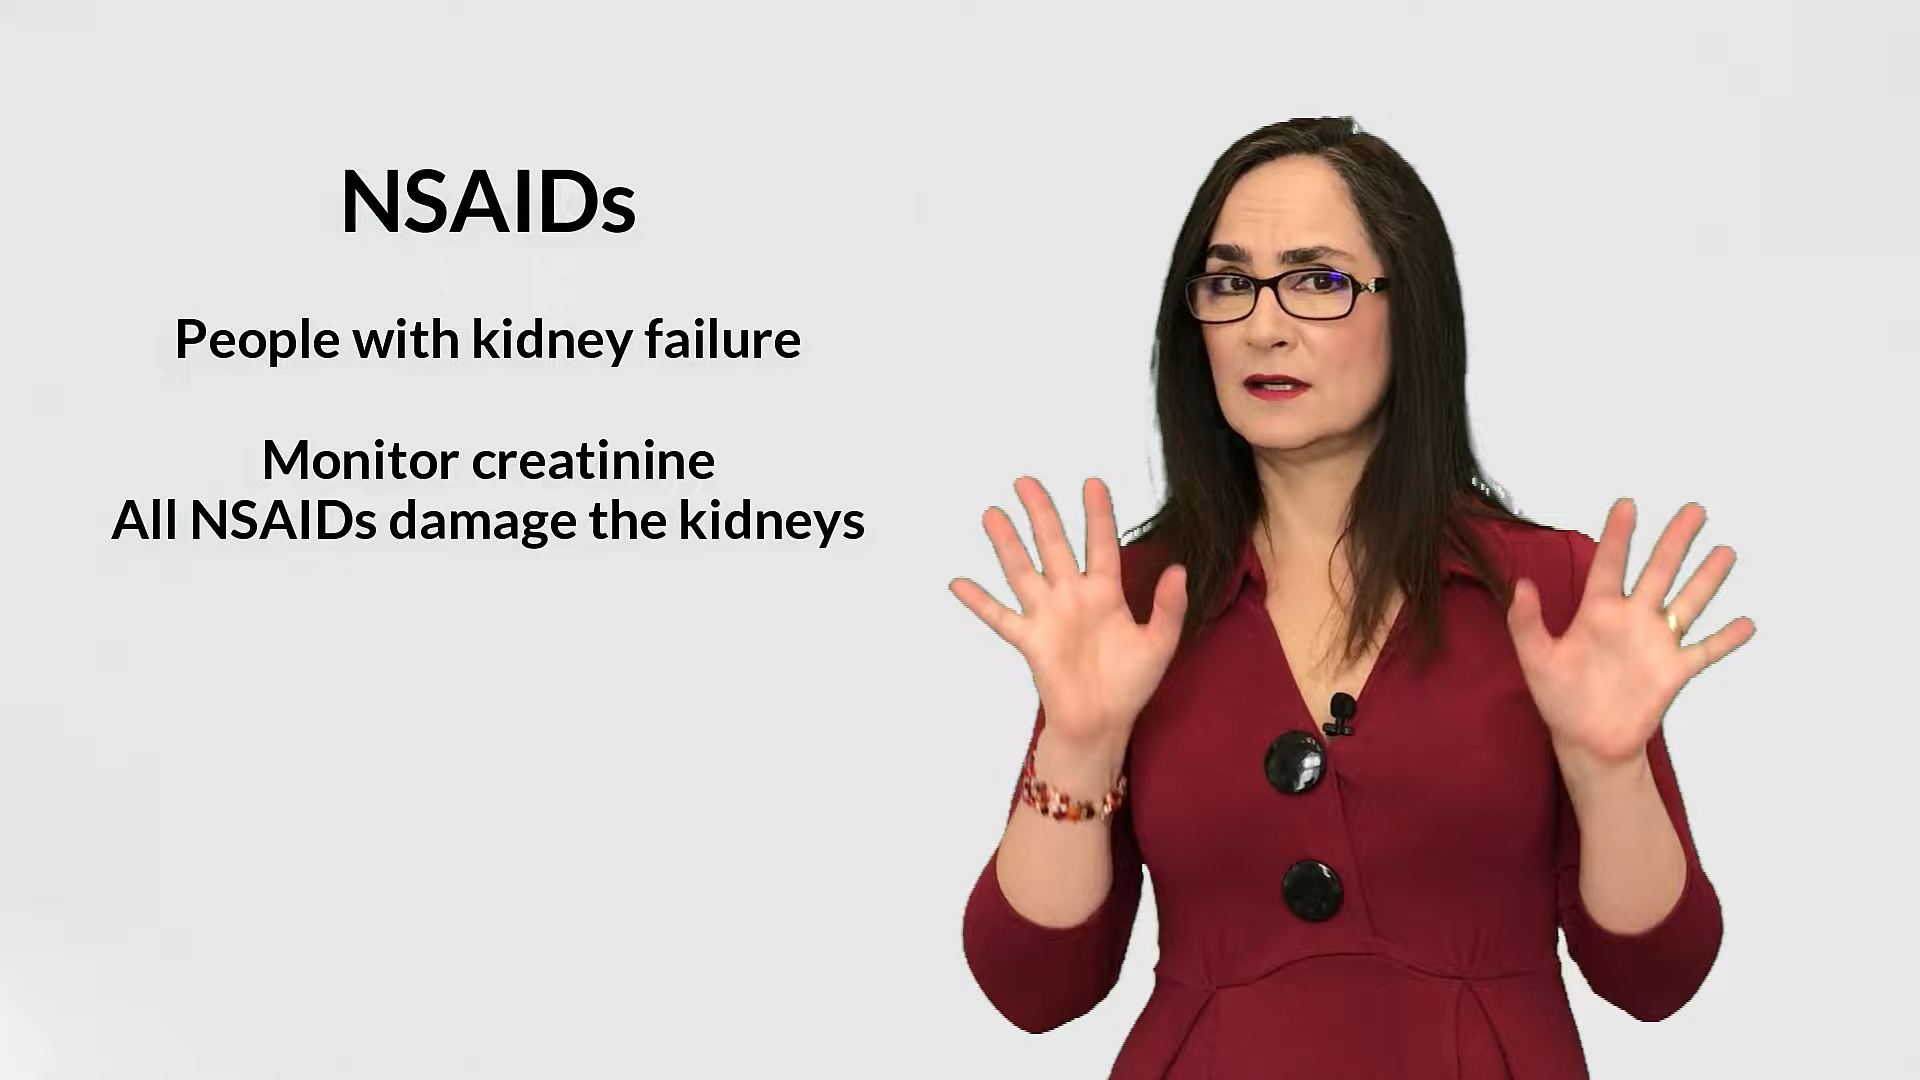 NSAIDs
People with kidney failure
Monitor creatinine
All NSAIDs damage the kidneys